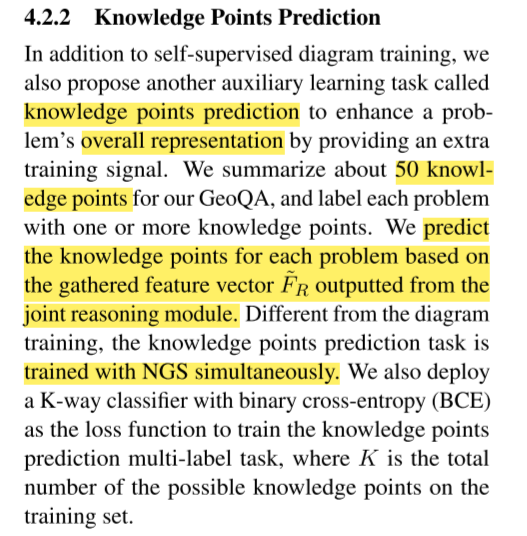 4.2.2 Knowledge Points Prediction
In addition to self-supervised diagram training, we
also propose another auxiliary learning task called
knowledge points prediction to enhance a prob-
lem's overall representation by providing an extra
training signal. We summarize about 50 knowl-
edge points for our GeoQA, and label each problem
with one or more knowledge points. We predict
the knowledge points for each problem based on
the gathered feature vector F̃_R outputted from the
joint reasoning module. Different from the diagram
training, the knowledge points prediction task is
trained with NGS simultaneously. We also deploy
a K-way classifier with binary cross-entropy (BCE)
as the loss function to train the knowledge points
prediction multi-label task, where K is the total
number of the possible knowledge points on the
training set.